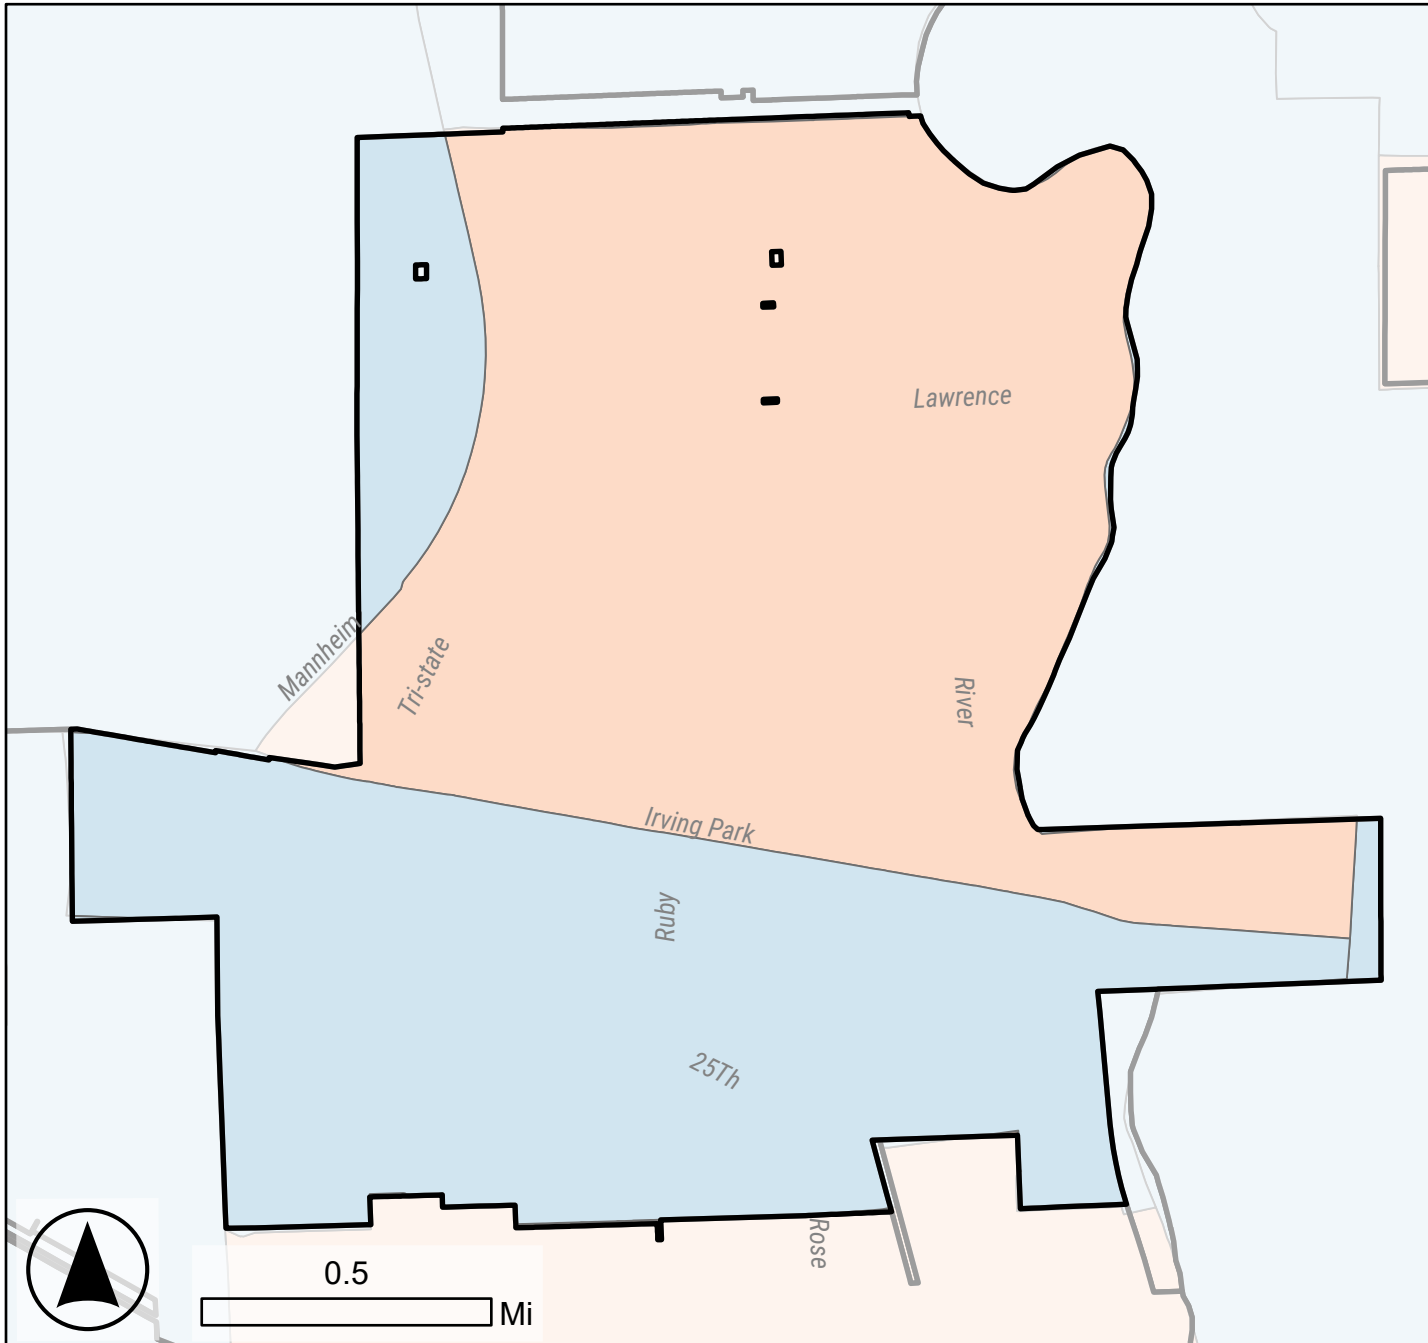 Lawrence
Mannheim
Tri-state
River
Irving Park
Ruby
25Th
Rose
0.5
Mi